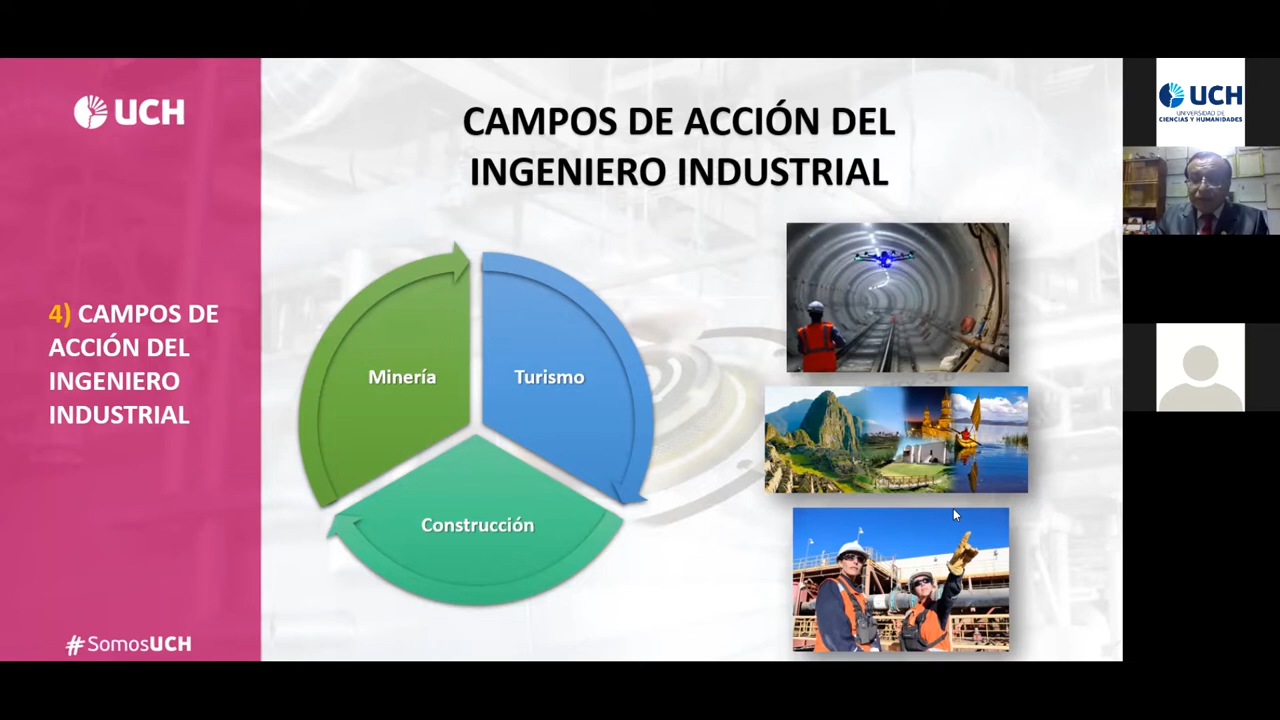 UCH
CAMPOS DE ACCIÓN DEL
INGENIERO INDUSTRIAL
4) CAMPOS DE
ACCIÓN DEL
INGENIERO
INDUSTRIAL
Minería
Turismo
Construcción
#SomosUCH
UCH
UNIVERSIDAD DE
CIENCIAS Y HUMANIDADES